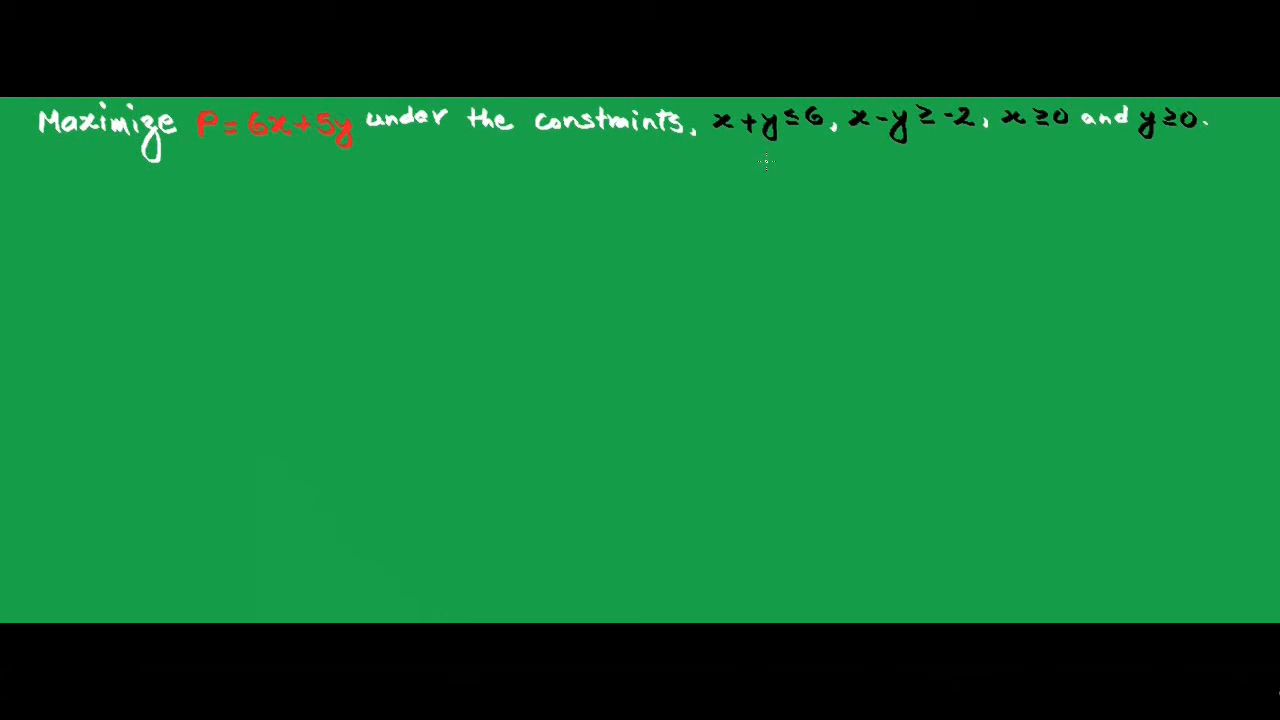 Maximize P = 6x + 5y under the constraints, x + y ≤ 6, x - y ≥ -2, x ≥ 0 and y ≥ 0.